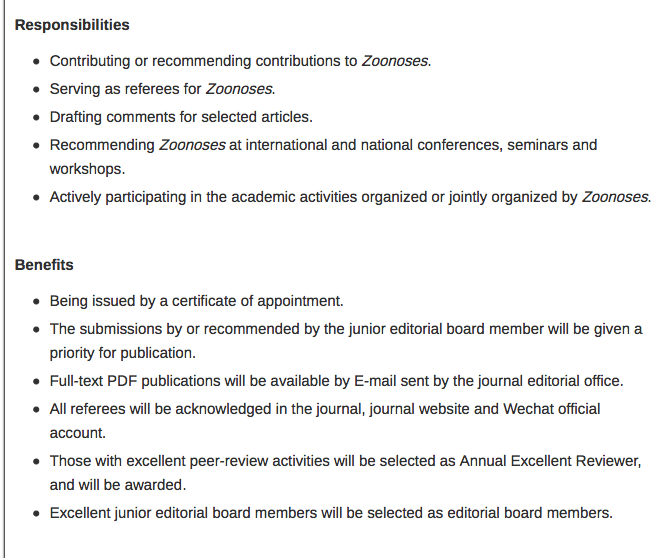 Responsibilities
Contributing or recommending contributions to Zoonoses.
Serving as referees for Zoonoses.
Drafting comments for selected articles.
Recommending Zoonoses at international and national conferences, seminars and
workshops.
Actively participating in the academic activities organized or jointly organized by Zoonoses.
Benefits
Being issued by a certificate of appointment.
The submissions by or recommended by the junior editorial board member will be given a
priority for publication.
Full-text PDF publications will be available by E-mail sent by the journal editorial office.
All referees will be acknowledged in the journal, journal website and Wechat official
account.
Those with excellent peer-review activities will be selected as Annual Excellent Reviewer,
and will be awarded.
Excellent junior editorial board members will be selected as editorial board members.